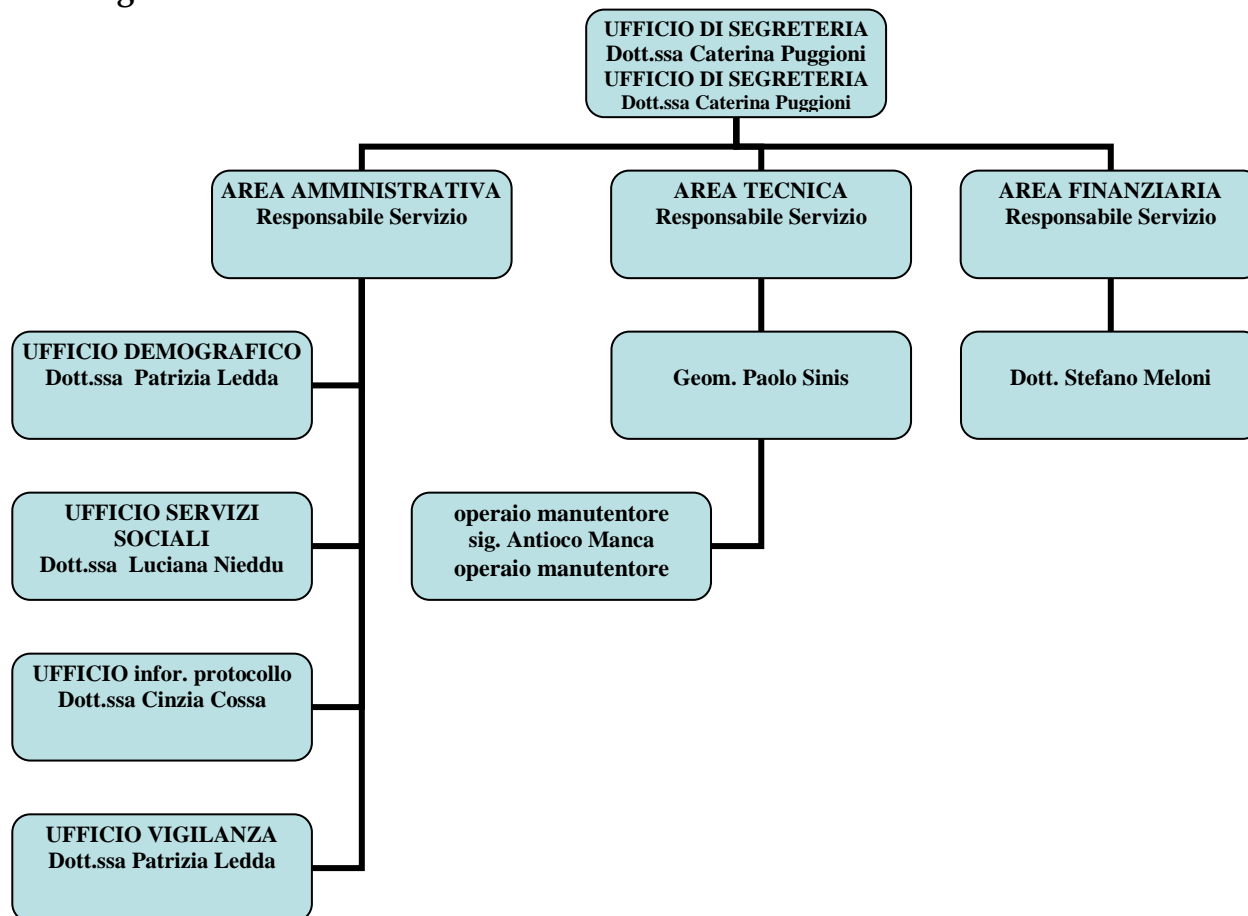 UFFICIO DI SEGRETERIA
Dott.ssa Caterina Puggioni
UFFICIO DI SEGRETERIA
Dott.ssa Caterina Puggioni
AREA AMMINISTRATIVA
Responsabile Servizio
AREA TECNICA
Responsabile Servizio
AREA FINANZIARIA
Responsabile Servizio
UFFICIO DEMOGRAFICO
Dott.ssa Patrizia Ledda
Geom. Paolo Sinis
Dott. Stefano Meloni
UFFICIO SERVIZI
SOCIALI
Dott.ssa Luciana Nieddu
operaio manutentore
sig. Antioco Manca
operaio manutentore
UFFICIO infor. protocollo
Dott.ssa Cinzia Cossa
UFFICIO VIGILANZA
Dott.ssa Patrizia Ledda